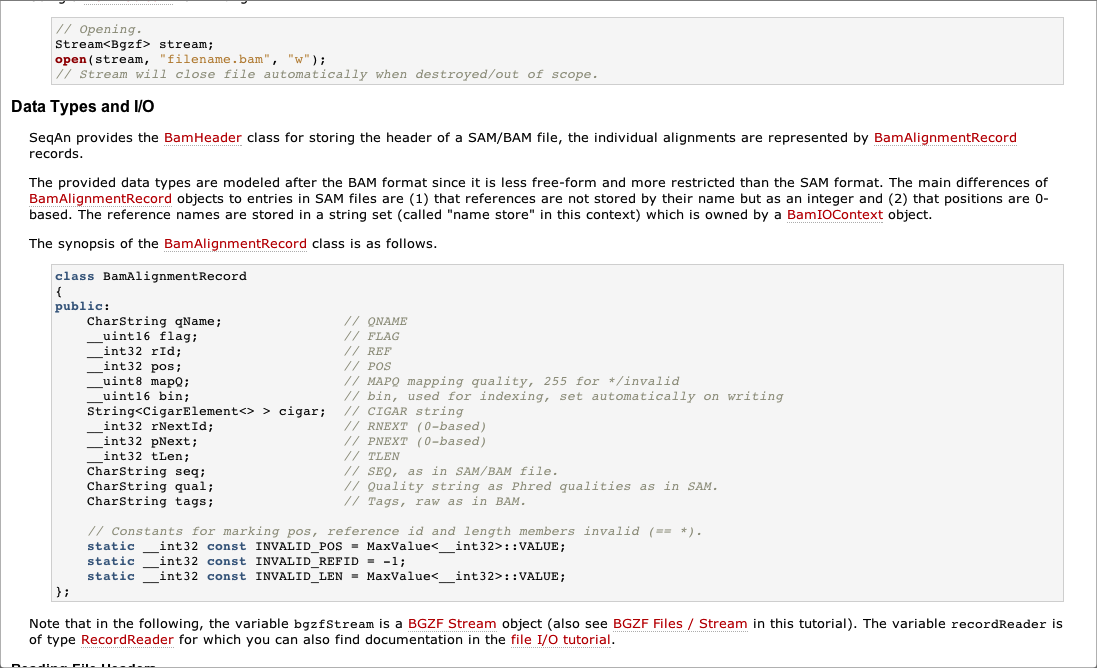 // Opening.
Stream<Bgzf> stream;
open(stream, "filename.bam", "w");
// Stream will close file automatically when destroyed/out of scope.
Data Types and I/O
SeqAn provides the BamHeader class for storing the header of a SAM/BAM file, the individual alignments are represented by BamAlignmentRecord
records.
The provided data types are modeled after the BAM format since it is less free-form and more restricted than the SAM format. The main differences of
BamAlignmentRecord objects to entries in SAM files are (1) that references are not stored by their name but as an integer and (2) that positions are 0-
based. The reference names are stored in a string set (called "name store" in this context) which is owned by a BamIOContext object.
The synopsis of the BamAlignmentRecord class is as follows.
class BamAlignmentRecord
{
public:
    CharString qName;               // QNAME
    __uint16 flag;                  // FLAG
    __int32 rId;                    // REF
    __int32 pos;                    // POS
    __uint8 mapQ;                   // MAPQ mapping quality, 255 for */invalid
    __uint16 bin;                   // bin, used for indexing, set automatically on writing
    String<CigarElement<> > cigar;  // CIGAR string
    __int32 rNextId;                // RNEXT (0-based)
    __int32 pNext;                  // PNEXT (0-based)
    __int32 tLen;                   // TLEN
    CharString seq;                 // SEQ, as in SAM/BAM file.
    CharString qual;                // Quality string as Phred qualities as in SAM.
    CharString tags;                // Tags, raw as in BAM.
    // Constants for marking pos, reference id and length members invalid (== *).
    static __int32 const INVALID_POS = MaxValue<__int32>::VALUE;
    static __int32 const INVALID_REFID = -1;
    static __int32 const INVALID_LEN = MaxValue<__int32>::VALUE;
};
Note that in the following, the variable bgzfStream is a BGZF Stream object (also see BGZF Files / Stream in this tutorial). The variable recordReader is
of type RecordReader for which you can also find documentation in the file I/O tutorial.
Reading File Headers